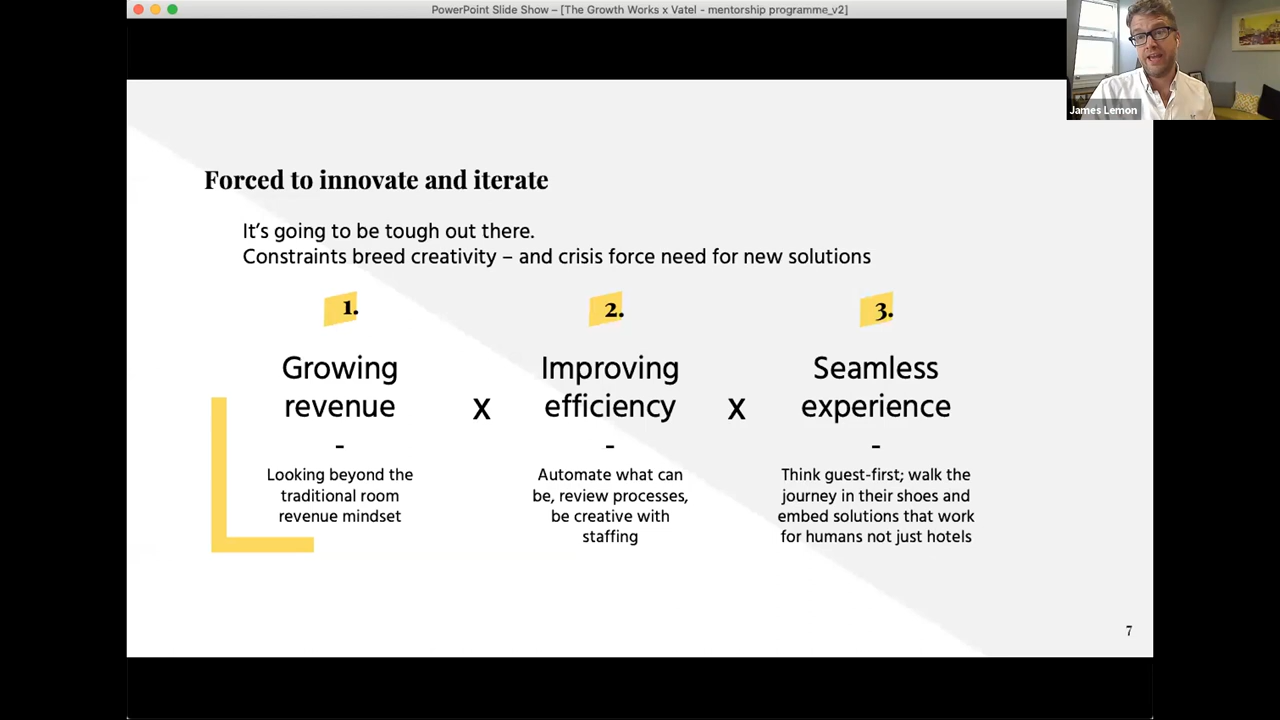 PowerPoint Slide Show – [The Growth Works x Vatel - mentorship programme_v2]
James Lemon
Forced to innovate and iterate
It’s going to be tough out there.
Constraints breed creativity – and crisis force need for new solutions
1.
Growing
revenue
-
Looking beyond the
traditional room
revenue mindset
x
2.
Improving
efficiency
-
Automate what can
be, review processes,
be creative with
staffing
x
3.
Seamless
experience
-
Think guest-first; walk the
journey in their shoes and
embed solutions that work
for humans not just hotels
7